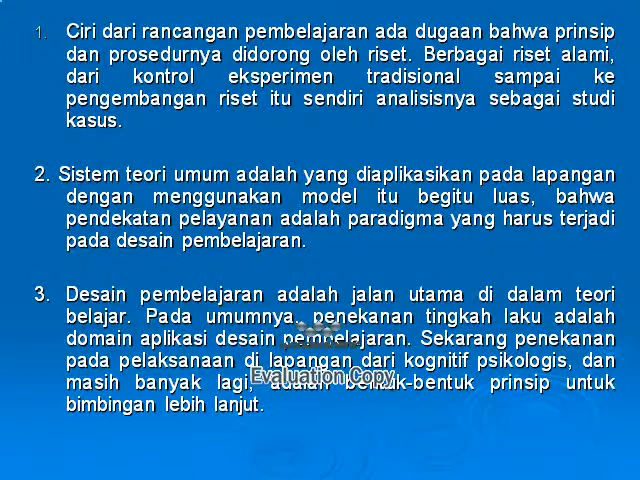 1. Ciri dari rancangan pembelajaran ada dugaan bahwa prinsip
dan prosedurnya didorong oleh riset. Berbagai riset alami,
dari kontrol eksperimen tradisional sampai ke
pengembangan riset itu sendiri analisisnya sebagai studi
kasus.
2. Sistem teori umum adalah yang diaplikasikan pada lapangan
dengan menggunakan model itu begitu luas, bahwa
pendekatan pelayanan adalah paradigma yang harus terjadi
pada desain pembelajaran.
3. Desain pembelajaran adalah jalan utama di dalam teori
belajar. Pada umumnya, penekanan tingkah laku adalah
domain aplikasi desain pembelajaran. Sekarang penekanan
pada pelaksanaan di lapangan dari kognitif psikologis, dan
masih banyak lagi, adalah bentuk-bentuk prinsip untuk
Evaluation Copy
bimbingan lebih lanjut.